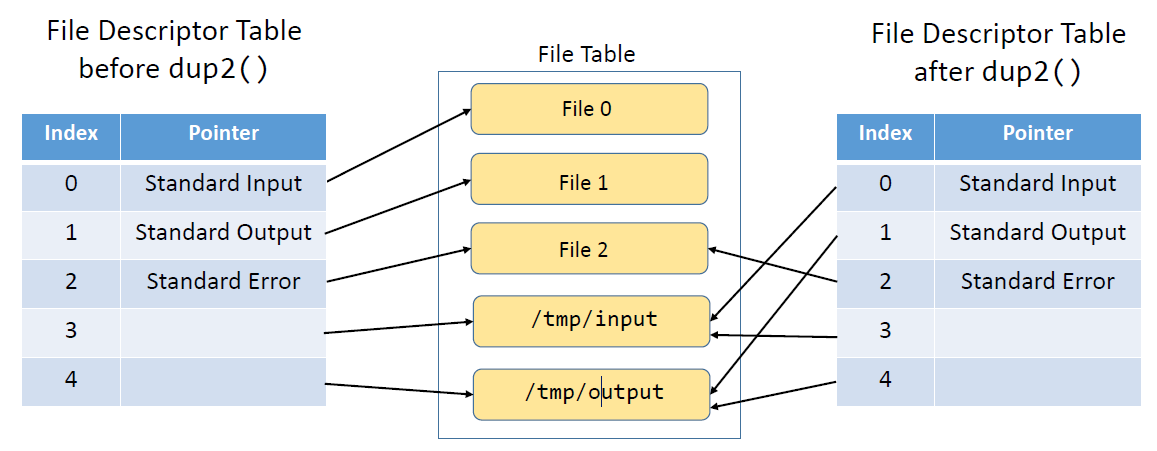 File Descriptor Table
before dup2()
Index Pointer
0 Standard Input
1 Standard Output
2 Standard Error
3
4
File Table
File 0
File 1
File 2
/tmp/input
/tmp/output
File Descriptor Table
after dup2()
Index Pointer
0 Standard Input
1 Standard Output
2 Standard Error
3
4